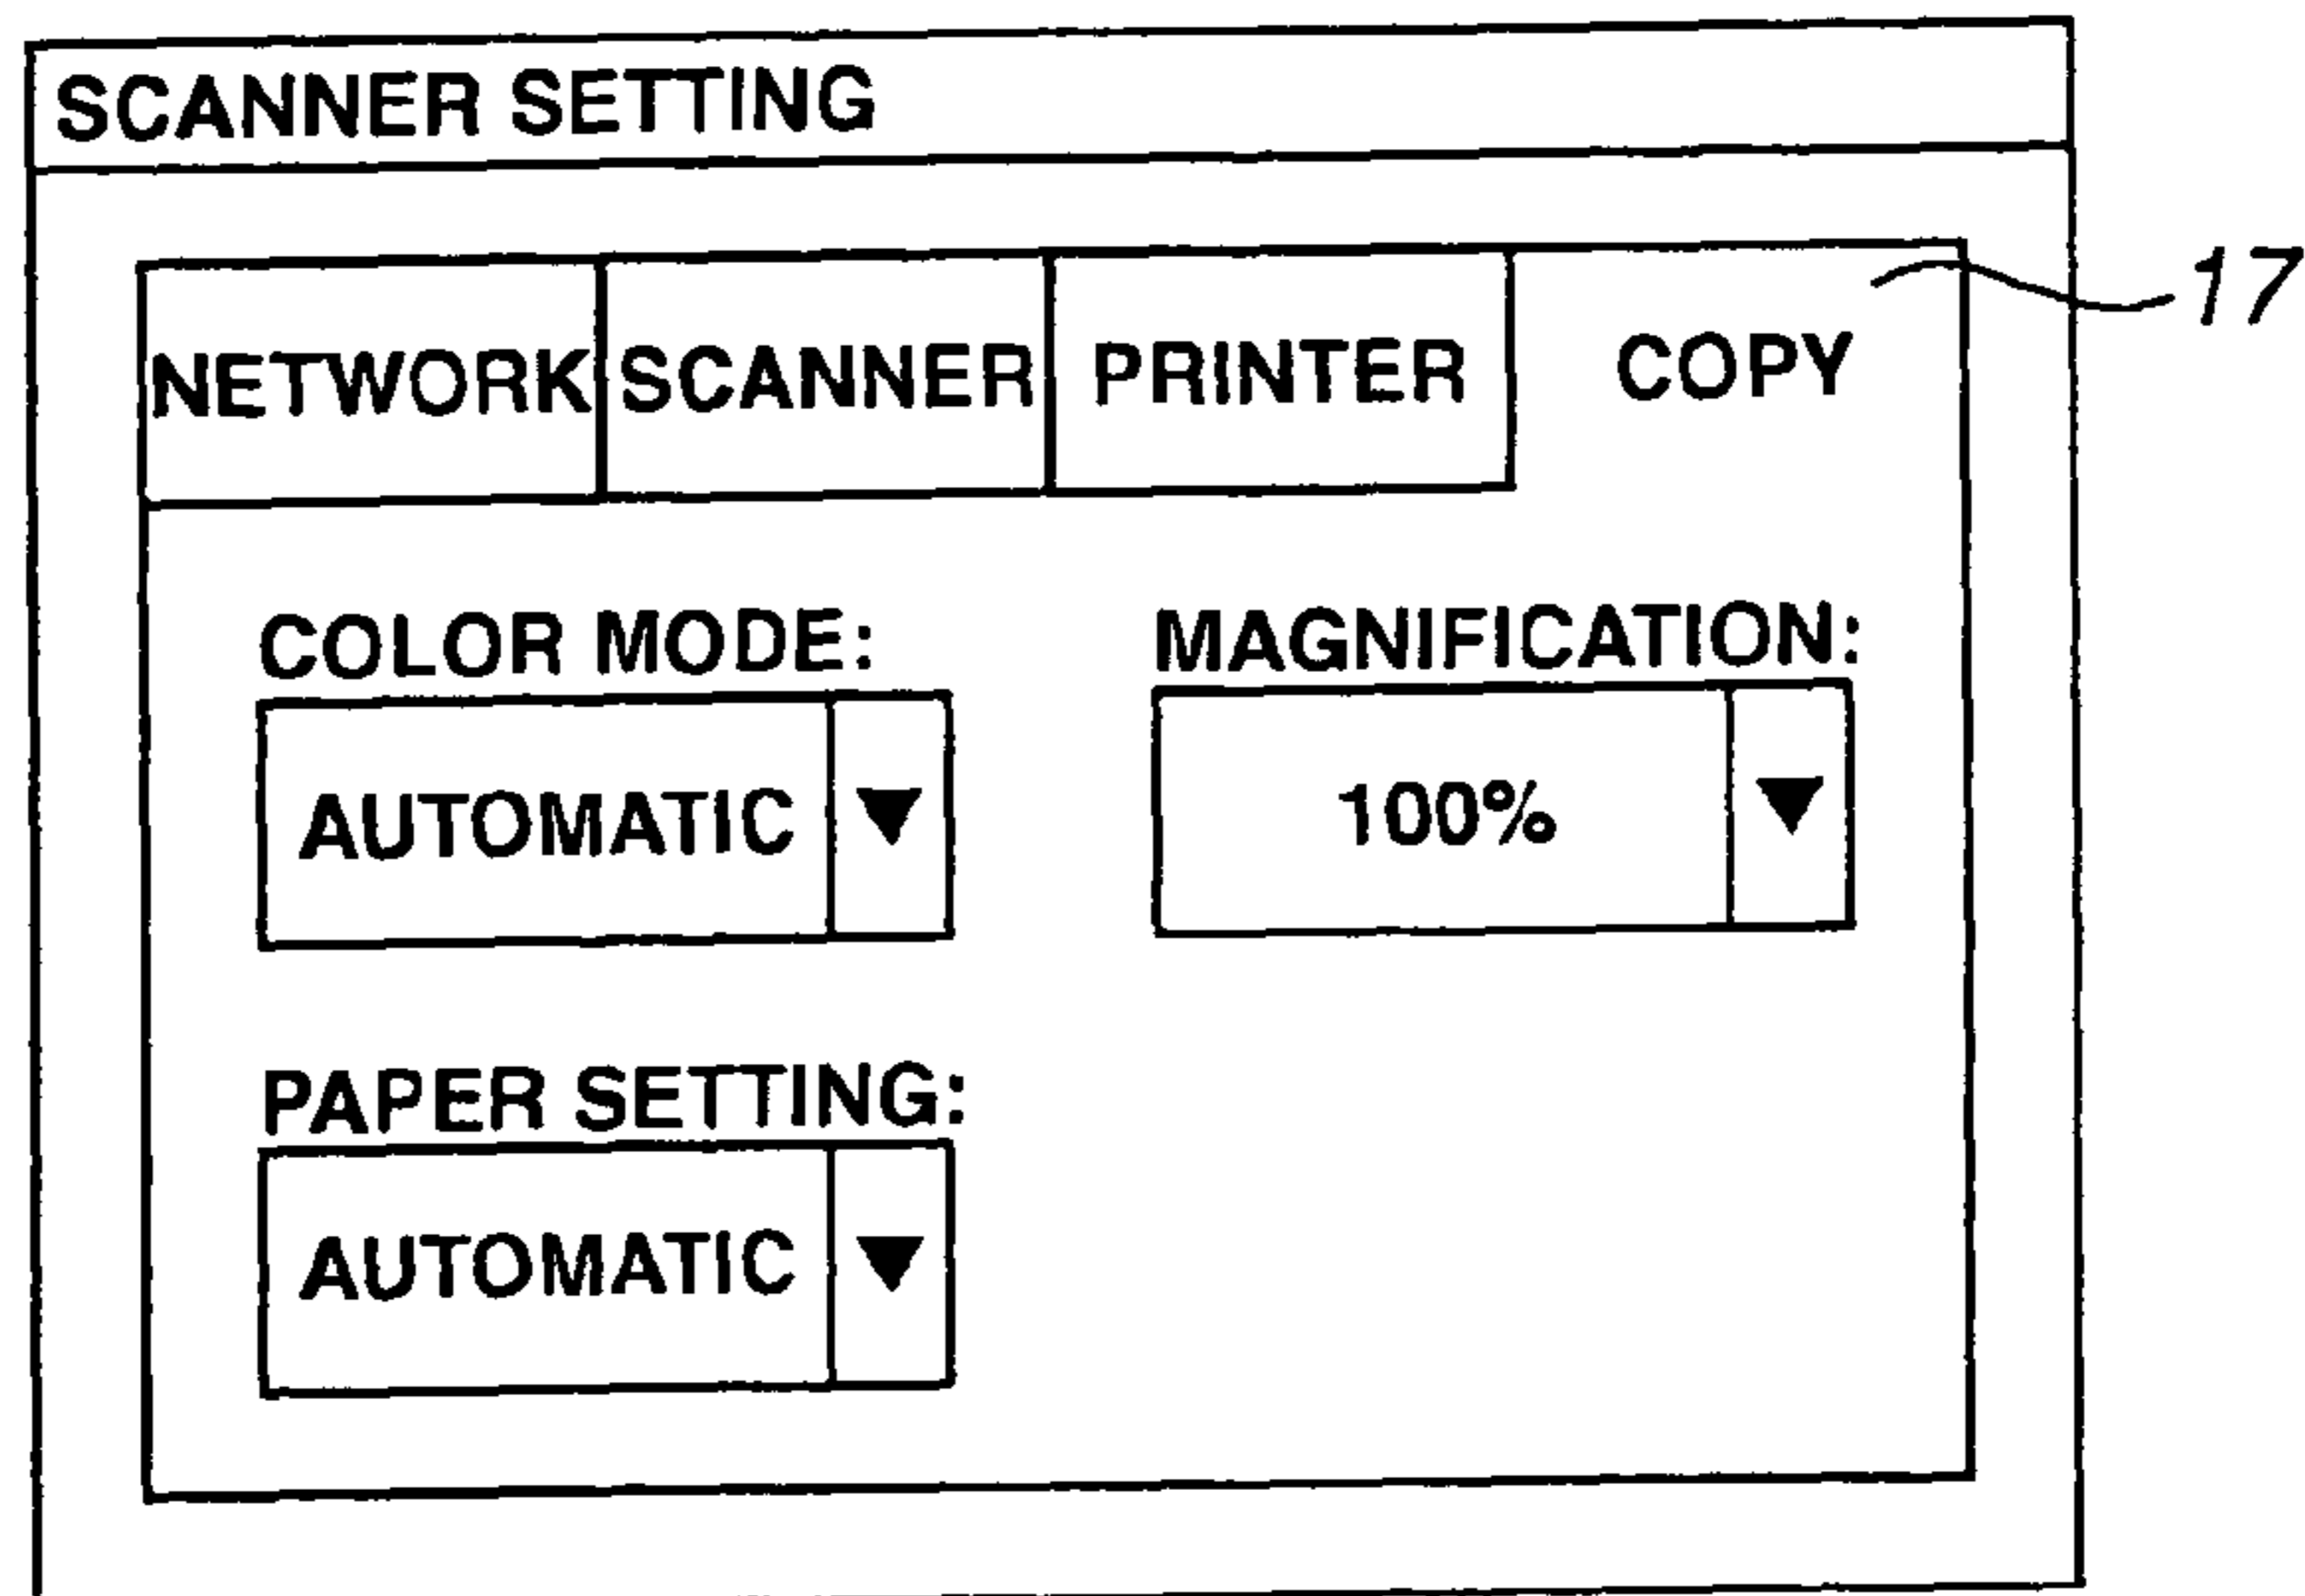 SCANNER SETTING
17
NETWORK SCANNER PRINTER COPY
COLOR MODE: MAGNIFICATION:
AUTOMATIC 100%
PAPER SETTING:
AUTOMATIC